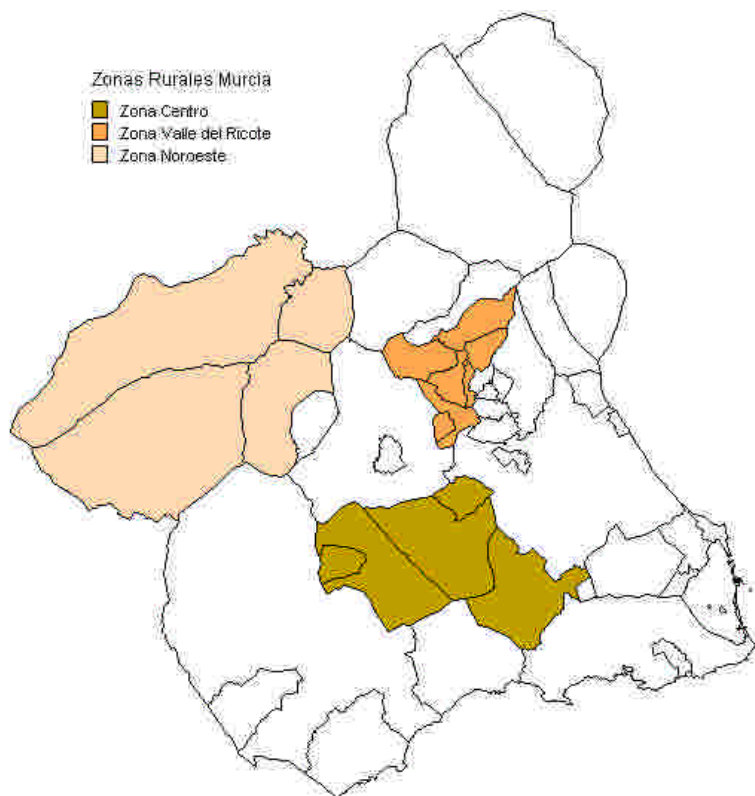 Zonas Rurales Murcia
Zona Centro
Zona Valle del Ricote
Zona Noroeste